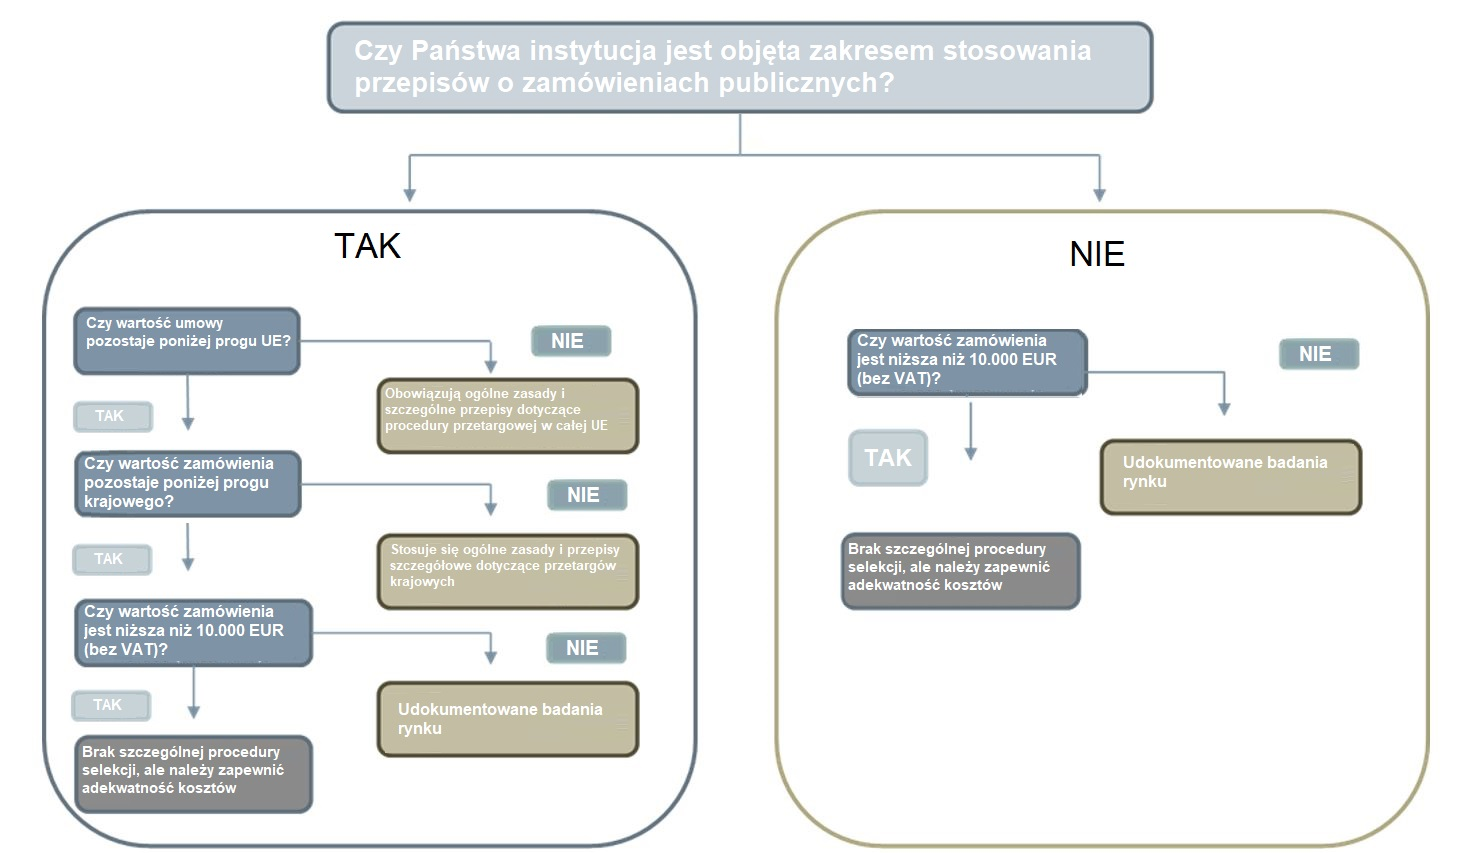 Czy Państwa instytucja jest objęta zakresem stosowania
przepisów o zamówieniach publicznych?
TAK
Czy wartość umowy
pozostaje poniżej progu UE?
NIE
Obowiązują ogólne zasady i
szczególne przepisy dotyczące
procedury przetargowej w całej UE
TAK
Czy wartość zamówienia
pozostaje poniżej progu
krajowego?
NIE
Stosuje się ogólne zasady i przepisy
szczegółowe dotyczące przetargów
krajowych
TAK
Czy wartość zamówienia
jest niższa niż 10.000 EUR
(bez VAT)?
NIE
Udokumentowane badania
rynku
TAK
Brak szczególnej procedury
selekcji, ale należy zapewnić
adekwatność kosztów
NIE
Czy wartość zamówienia
jest niższa niż 10.000 EUR
(bez VAT)?
NIE
Udokumentowane badania
rynku
TAK
Brak szczególnej procedury
selekcji, ale należy zapewnić
adekwatność kosztów